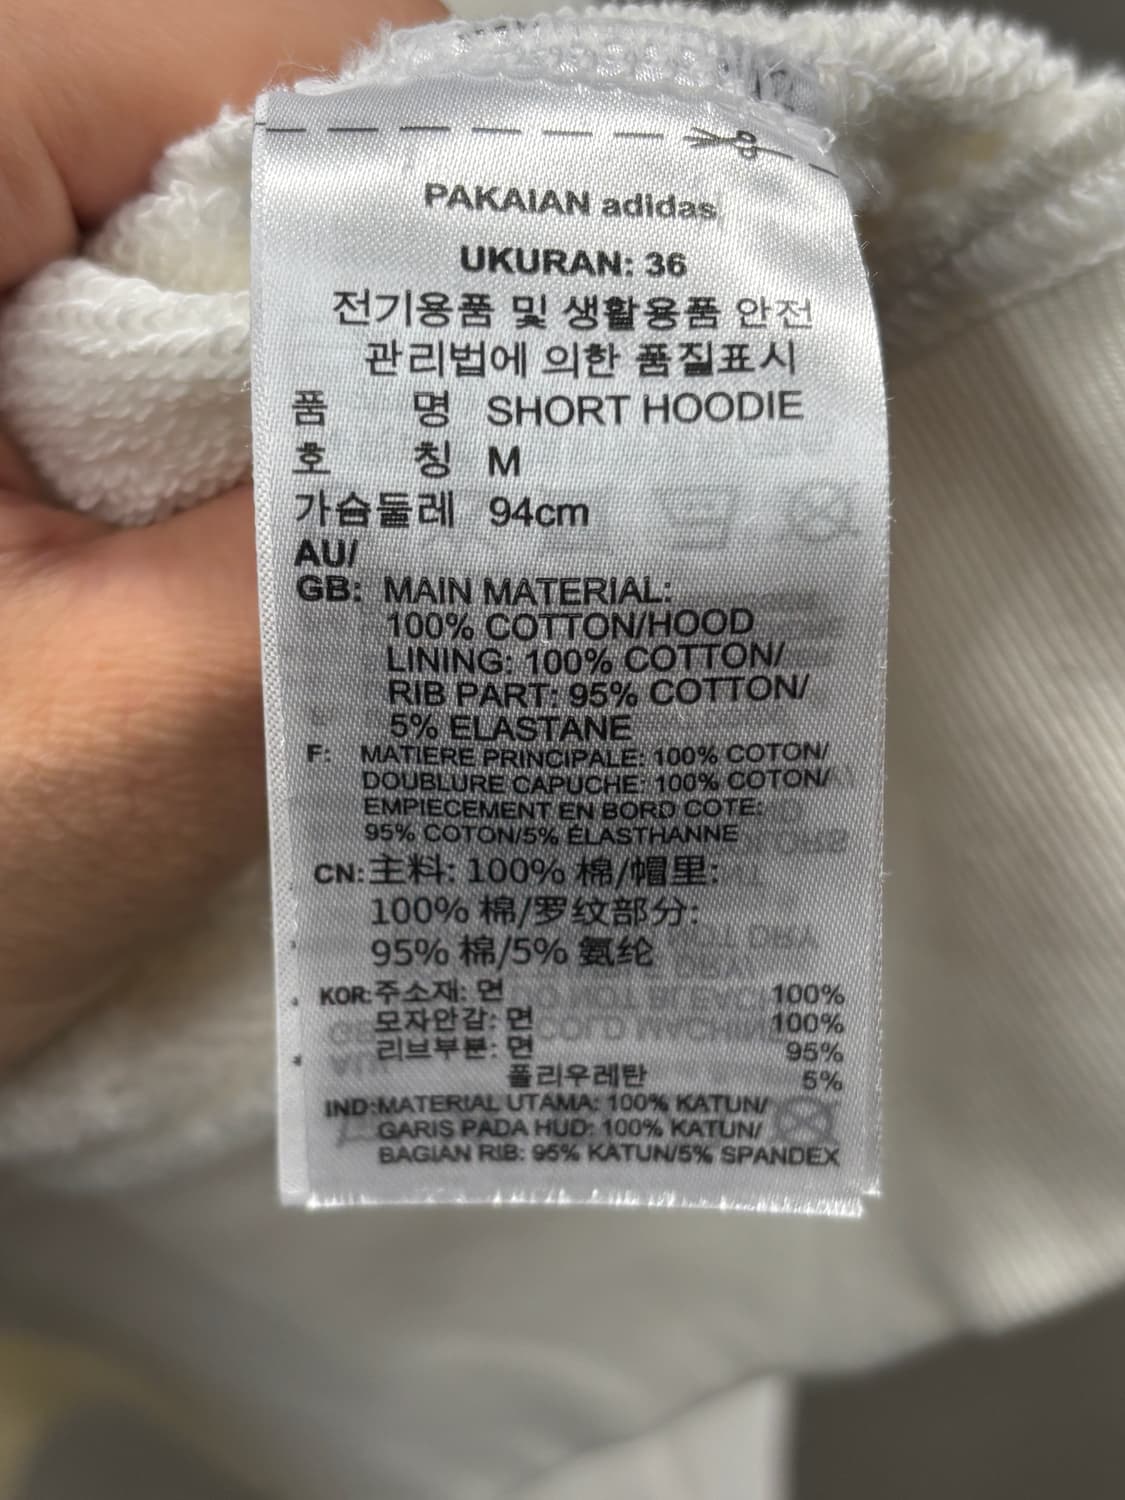 PAKAIAN adidas
UKURAN: 36
전기용품 및 생활용품 안전
관리법에 의한 품질표시
품 명 SHORT HOODIE
호 칭 M
가슴둘레 94cm
AU/
GB: MAIN MATERIAL:
100% COTTON/HOOD
LINING: 100% COTTON/
RIB PART: 95% COTTON/
5% ELASTANE
F: MATIERE PRINCIPALE: 100% COTON/
DOUBLURE CAPUCHE: 100% COTON/
EMPIECEMENT EN BORD COTE:
95% COTON/5% ÉLASTHANNE
CN: 主料: 100% 棉/帽里:
100% 棉/罗纹部分:
95% 棉/5% 氨纶
KOR: 주소재: 면 100%
모자안감: 면 100%
리브부분: 면 95%
폴리우레탄 5%
IND: MATERIAL UTAMA: 100% KATUN/
GARIS PADA HUD: 100% KATUN/
BAGIAN RIB: 95% KATUN/5% SPANDEX